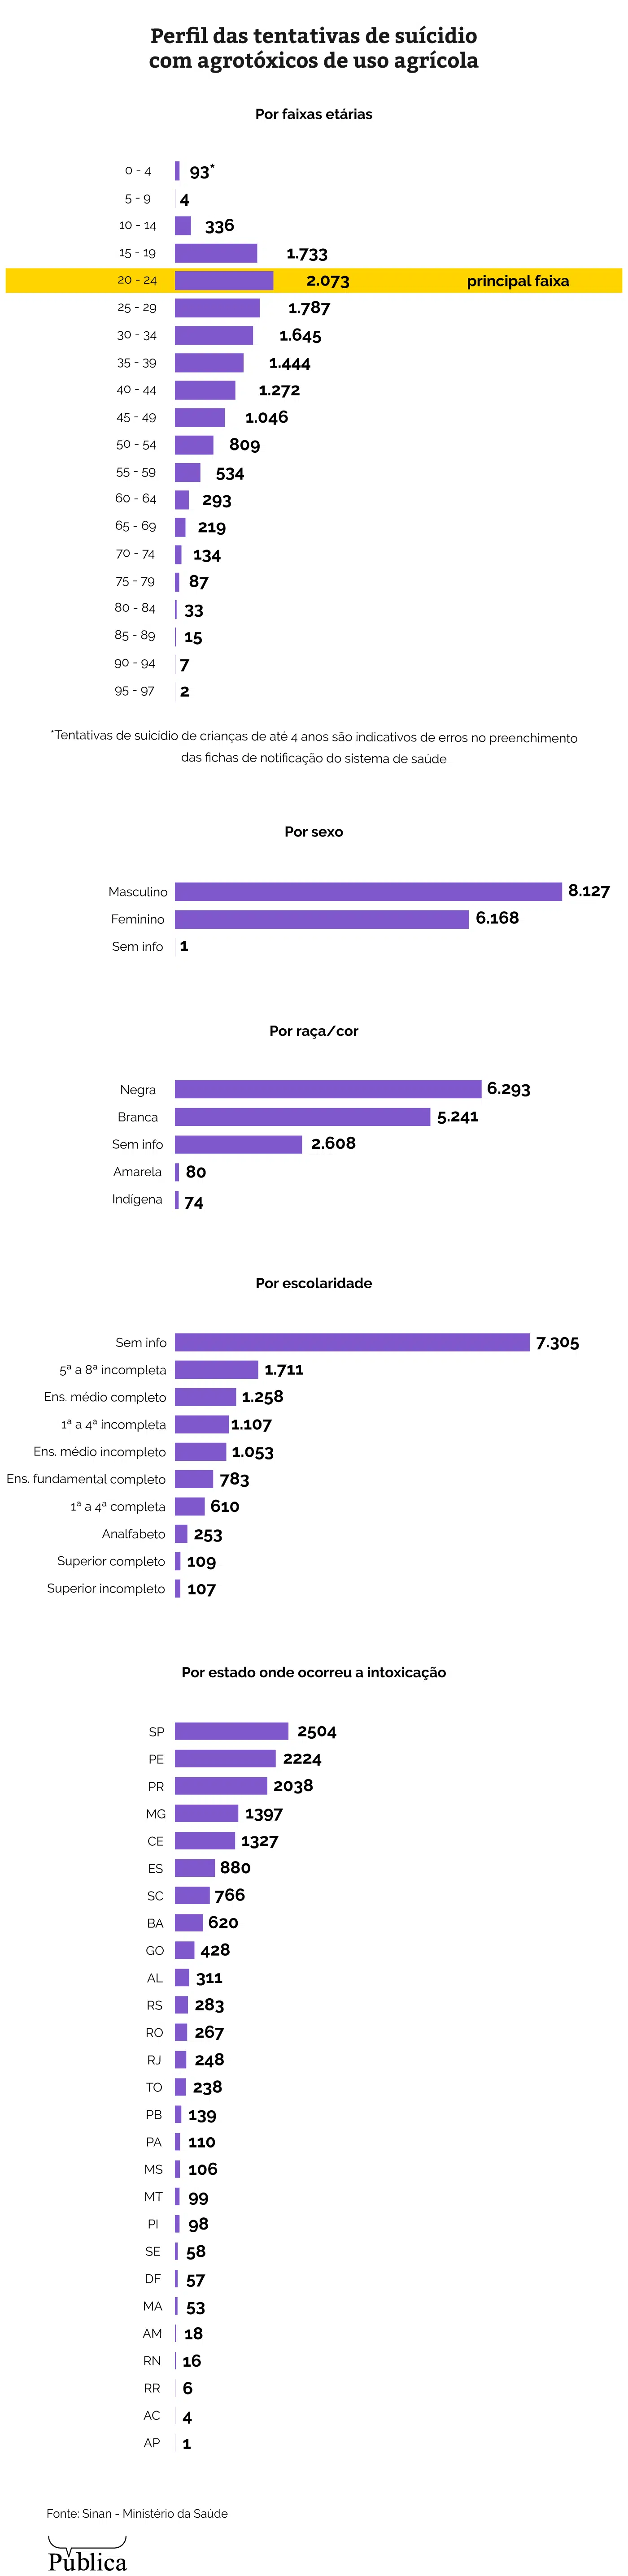 Perfil das tentativas de suícidio
com agrotóxicos de uso agrícola
Por faixas etárias
0 - 4 93*
5 - 9 4
10 - 14 336
15 - 19 1.733
20 - 24 2.073 principal faixa
25 - 29 1.787
30 - 34 1.645
35 - 39 1.444
40 - 44 1.272
45 - 49 1.046
50 - 54 809
55 - 59 534
60 - 64 293
65 - 69 219
70 - 74 134
75 - 79 87
80 - 84 33
85 - 89 15
90 - 94 7
95 - 97 2
*Tentativas de suicídio de crianças de até 4 anos são indicativos de erros no preenchimento
das fichas de notificação do sistema de saúde
Por sexo
Masculino 8.127
Feminino 6.168
Sem info 1
Por raça/cor
Negra 6.293
Branca 5.241
Sem info 2.608
Amarela 80
Indígena 74
Por escolaridade
Sem info 7.305
5ª a 8ª incompleta 1.711
Ens. médio completo 1.258
1ª a 4ª incompleta 1.107
Ens. médio incompleto 1.053
Ens. fundamental completo 783
1ª a 4ª completa 610
Analfabeto 253
Superior completo 109
Superior incompleto 107
Por estado onde ocorreu a intoxicação
SP 2504
PE 2224
PR 2038
MG 1397
CE 1327
ES 880
SC 766
BA 620
GO 428
AL 311
RS 283
RO 267
RJ 248
TO 238
PB 139
PA 110
MS 106
MT 99
PI 98
SE 58
DF 57
MA 53
AM 18
RN 16
RR 6
AC 4
AP 1
Fonte: Sinan - Ministério da Saúde
Pública